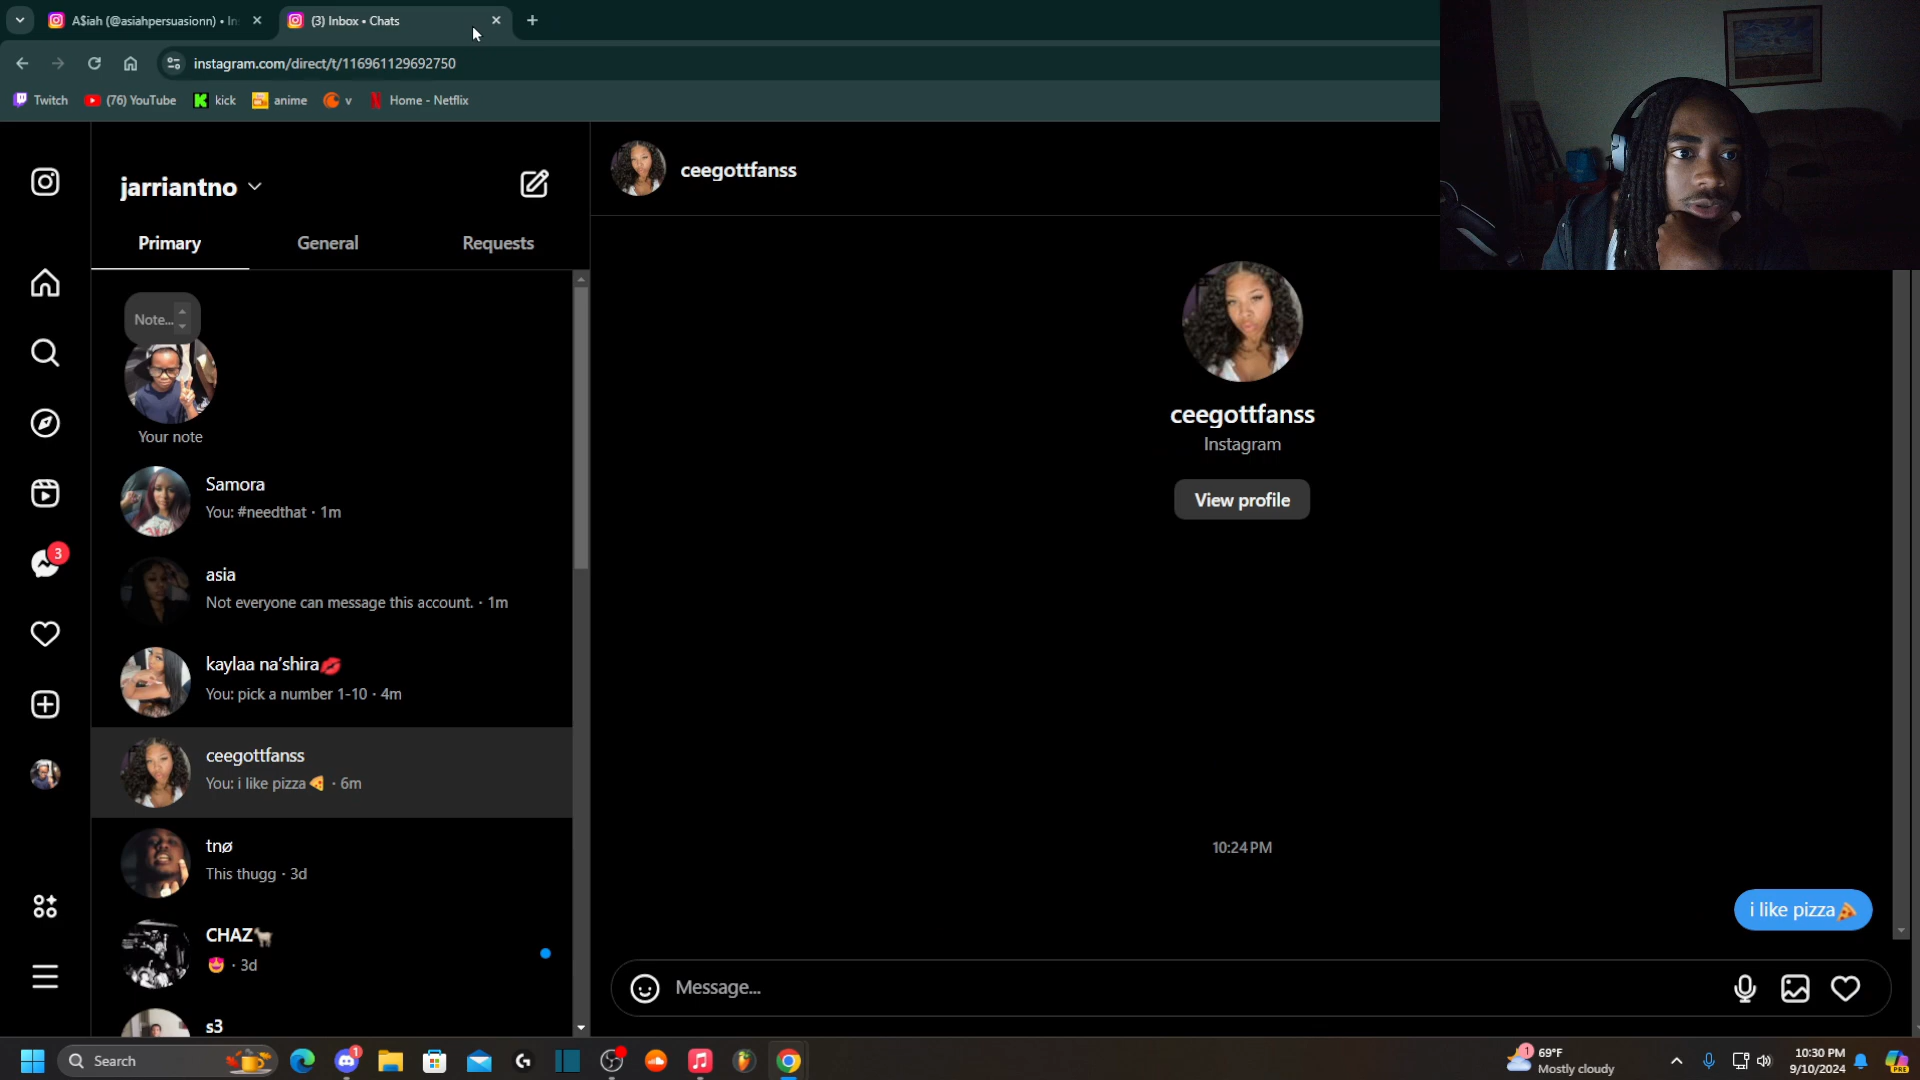 A$iah (@asiahpersuasionn) • In
(3) Inbox • Chats
instagram.com/direct/t/116961129692750
Twitch
(76) YouTube
kick
anime
v
Home - Netflix
jarriantno
Primary
General
Requests
Note...
Your note
Samora
You: #needthat · 1m
asia
Not everyone can message this account. · 1m
kaylaa na'shira💋
You: pick a number 1-10 · 4m
ceegottfanss
You: i like pizza🍕 · 6m
tnø
This thugg · 3d
CHAZ🐐
😍 · 3d
s3
3
ceegottfanss
ceegottfanss
Instagram
View profile
10:24 PM
i like pizza🍕
Message...
Search
1
1
69°F
Mostly cloudy
10:30 PM
9/10/2024
PRE